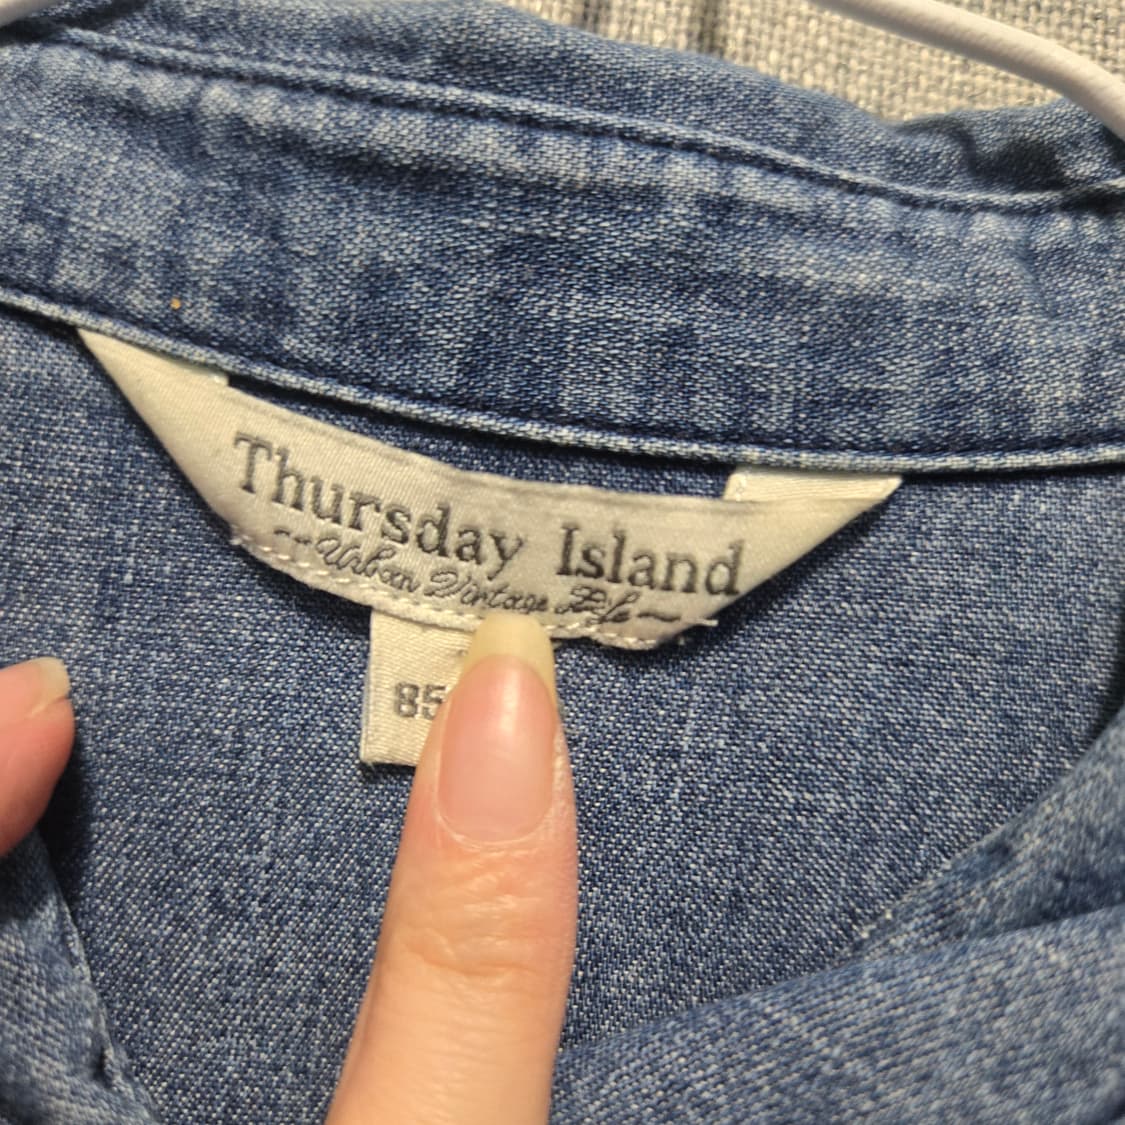 Thursday Island
--Urban Vintage Life~
85